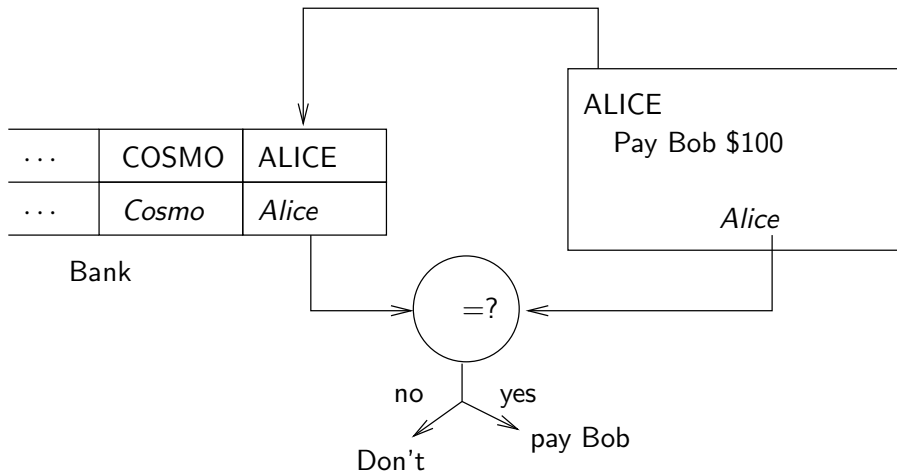 ALICE
Pay Bob $100
Alice
··· COSMO ALICE
··· Cosmo Alice
Bank
=?
no yes
Don't pay Bob